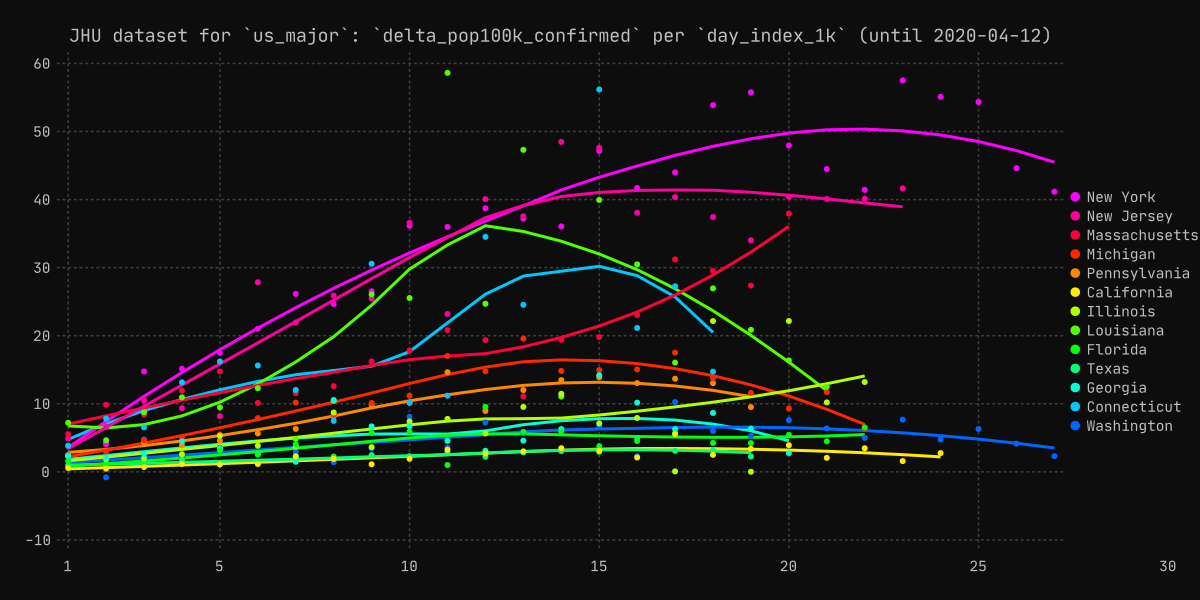 JHU dataset for `us_major`: `delta_pop100k_confirmed` per `day_index_1k` (until 2020-04-12)
60
50
40
30
20
10
0
-10
1
5
10
15
20
25
30
New York
New Jersey
Massachusetts
Michigan
Pennsylvania
California
Illinois
Louisiana
Florida
Texas
Georgia
Connecticut
Washington